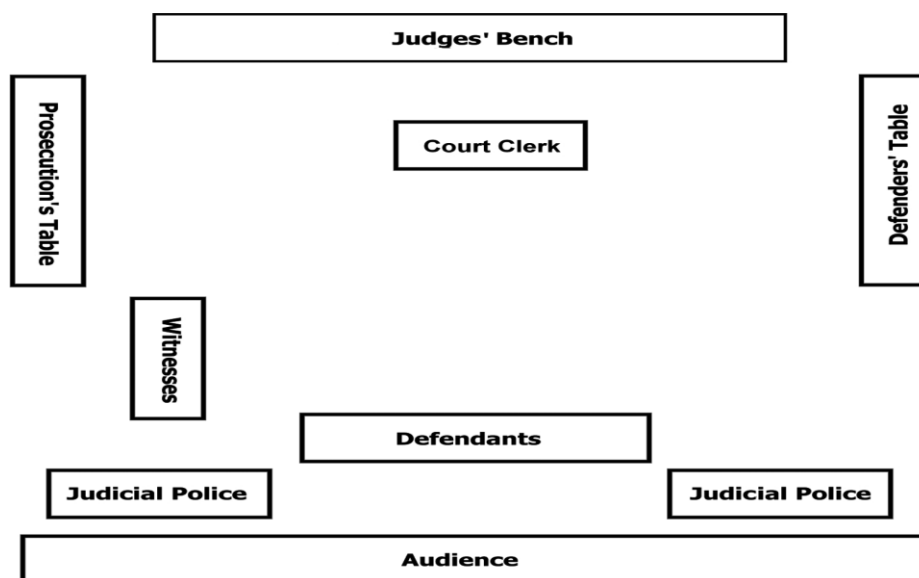 Judges' Bench
Prosecution's Table
Court Clerk
Defenders' Table
Witnesses
Defendants
Judicial Police
Judicial Police
Audience